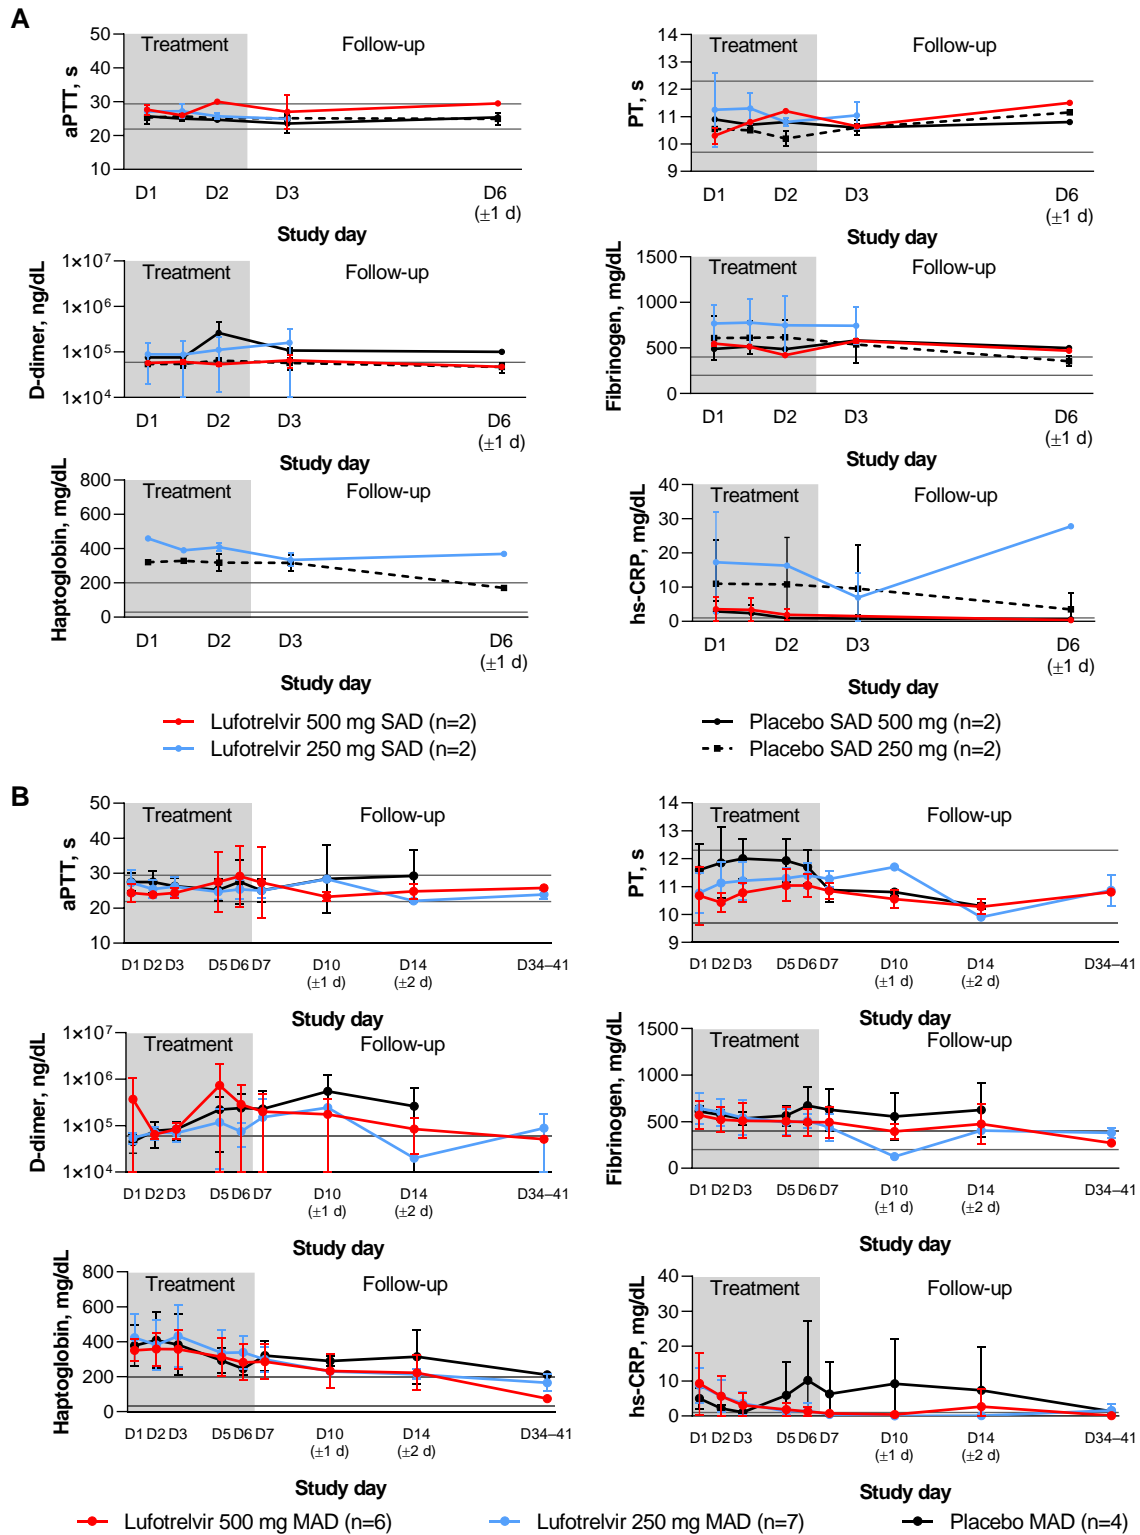 A
Treatment
Follow-up
aPTT, s
50
40
30
20
10
D1
D2
D3
D6
(±1 d)
Study day
Treatment
Follow-up
PT, s
14
13
12
11
10
9
D1
D2
D3
D6
(±1 d)
Study day
Treatment
Follow-up
D-dimer, ng/dL
1×10⁷
1×10⁶
1×10⁵
1×10⁴
D1
D2
D3
D6
(±1 d)
Study day
Treatment
Follow-up
Fibrinogen, mg/dL
1500
1000
500
0
D1
D2
D3
D6
(±1 d)
Study day
Treatment
Follow-up
Haptoglobin, mg/dL
800
600
400
200
0
D1
D2
D3
D6
(±1 d)
Study day
Treatment
Follow-up
hs-CRP, mg/dL
40
30
20
10
0
D1
D2
D3
D6
(±1 d)
Study day
Lufotrelvir 500 mg SAD (n=2)
Lufotrelvir 250 mg SAD (n=2)
Placebo SAD 500 mg (n=2)
Placebo SAD 250 mg (n=2)
B
Treatment
Follow-up
aPTT, s
50
40
30
20
10
D1 D2 D3 D5 D6 D7 D10 D14 D34–41
(±1 d) (±2 d)
Study day
Treatment
Follow-up
PT, s
14
13
12
11
10
9
D1 D2 D3 D5 D6 D7 D10 D14 D34–41
(±1 d) (±2 d)
Study day
Treatment
Follow-up
D-dimer, ng/dL
1×10⁷
1×10⁶
1×10⁵
1×10⁴
D1 D2 D3 D5 D6 D7 D10 D14 D34–41
(±1 d) (±2 d)
Study day
Treatment
Follow-up
Fibrinogen, mg/dL
1500
1000
500
0
D1 D2 D3 D5 D6 D7 D10 D14 D34–41
(±1 d) (±2 d)
Study day
Treatment
Follow-up
Haptoglobin, mg/dL
800
600
400
200
0
D1 D2 D3 D5 D6 D7 D10 D14 D34–41
(±1 d) (±2 d)
Study day
Treatment
Follow-up
hs-CRP, mg/dL
40
30
20
10
0
D1 D2 D3 D5 D6 D7 D10 D14 D34–41
(±1 d) (±2 d)
Study day
Lufotrelvir 500 mg MAD (n=6)
Lufotrelvir 250 mg MAD (n=7)
Placebo MAD (n=4)